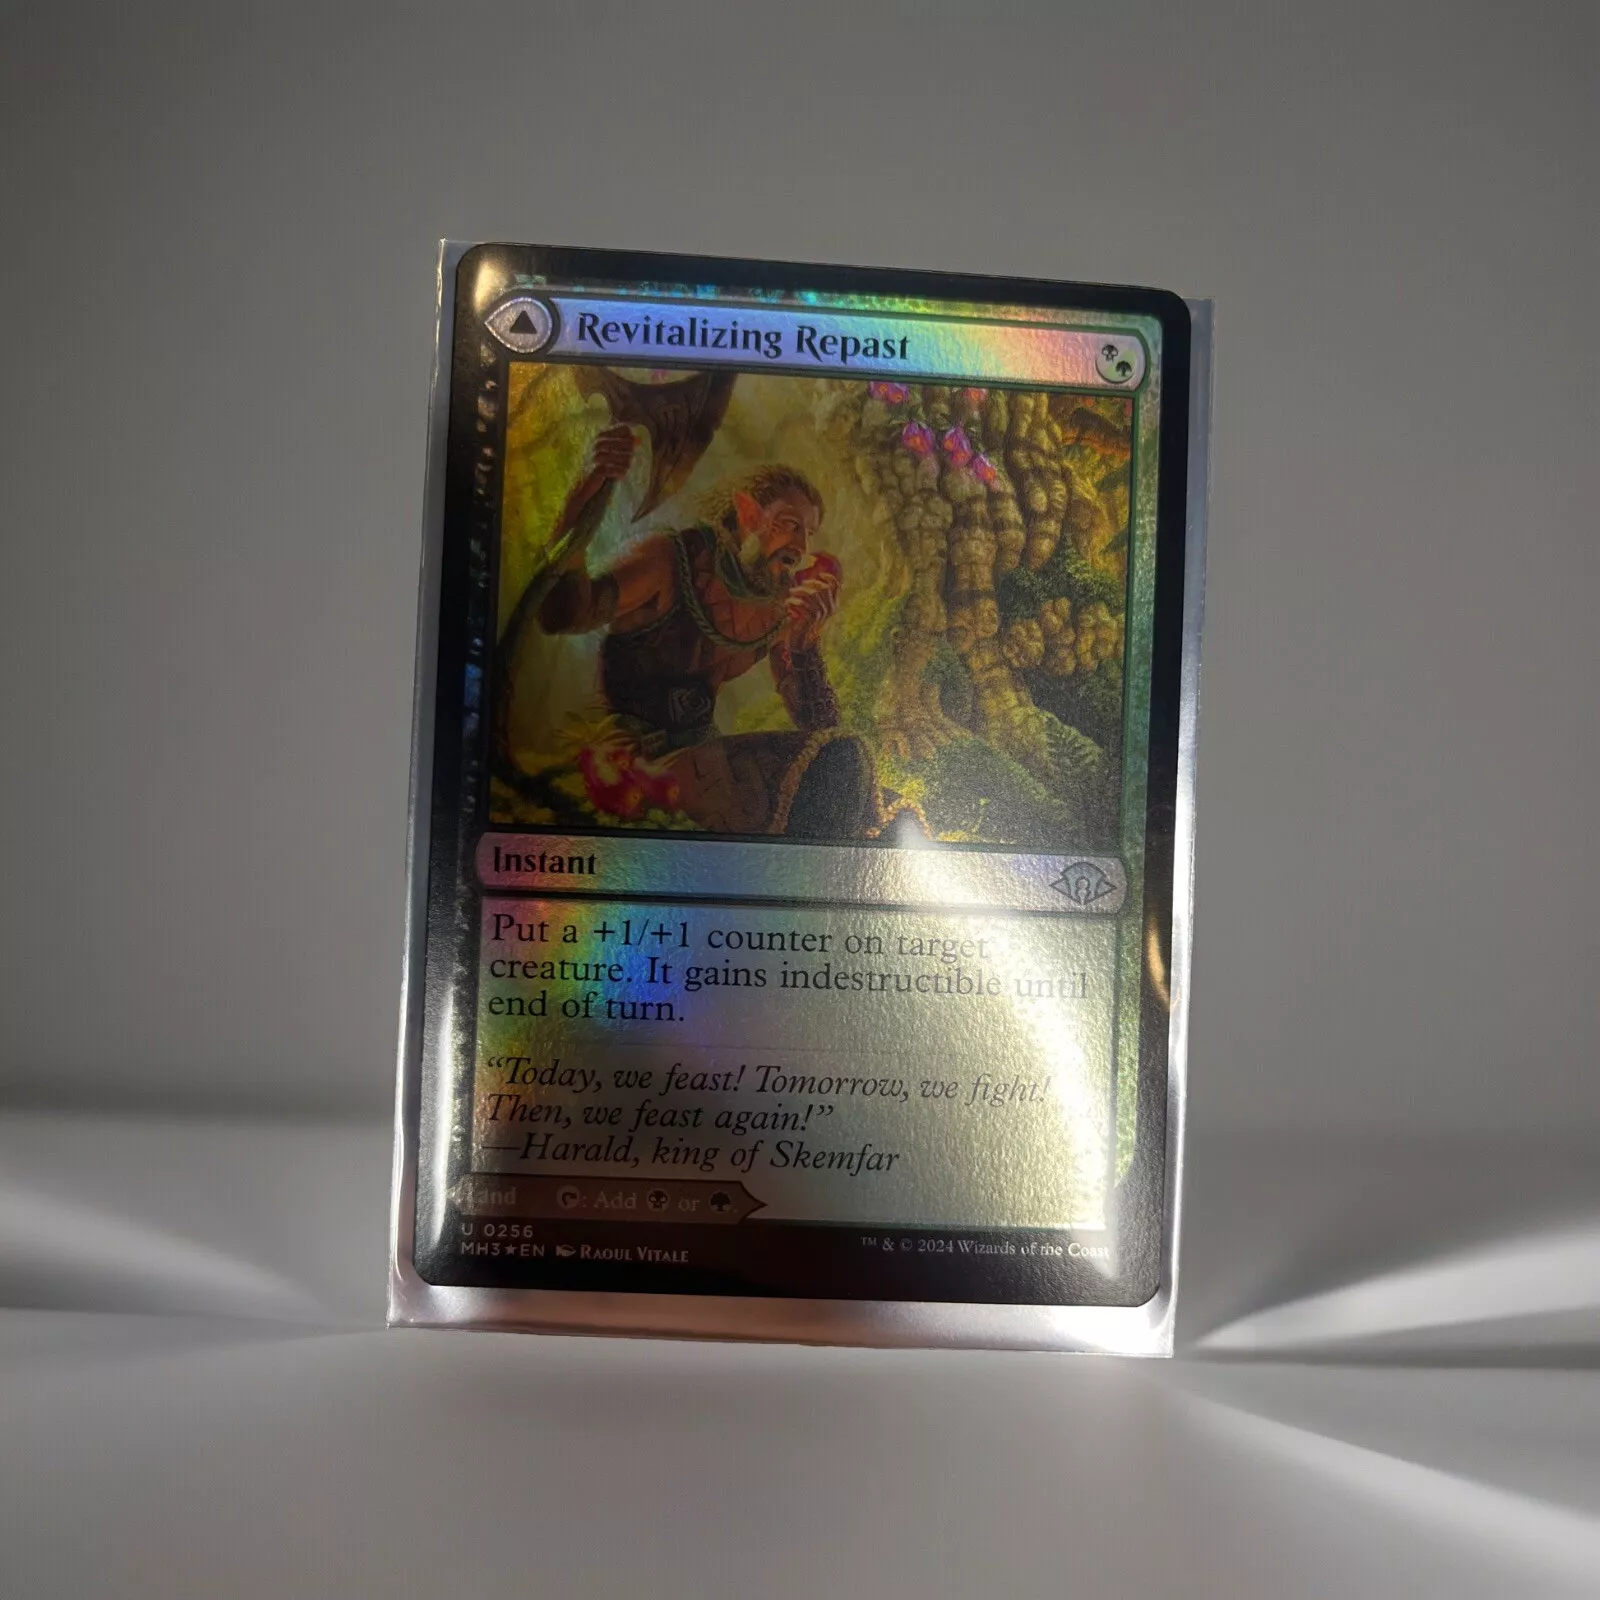 Revitalizing Repast
Instant
Put a +1/+1 counter on target
creature. It gains indestructible until
end of turn.
“Today, we feast! Tomorrow, we fight!
Then, we feast again!”
—Harald, king of Skemfar
Land : Add or .
U 0256
MH3★EN Raoul Vitale
™ & © 2024 Wizards of the Coast